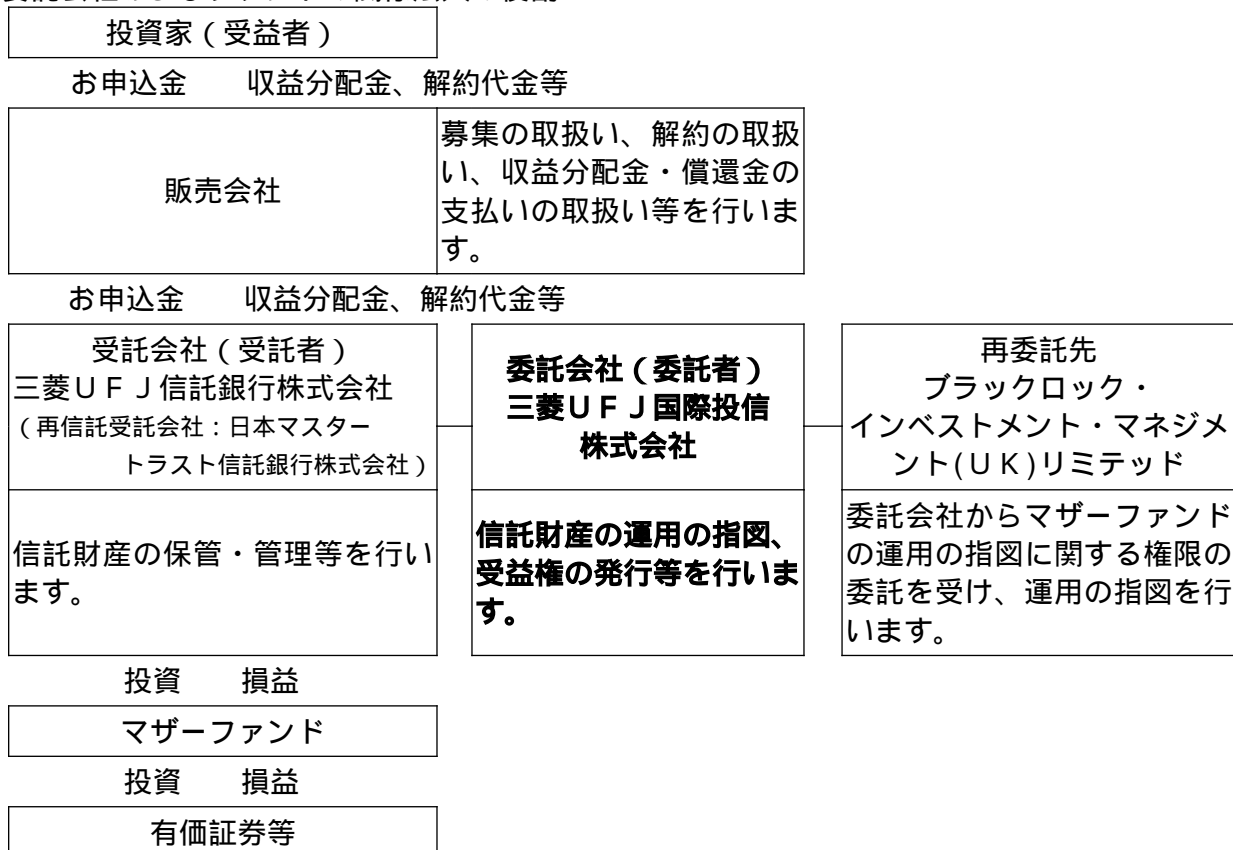 投資家(受益者)
お申込金 収益分配金、解約代金等
販売会社
募集の取扱い、解約の取扱
い、収益分配金・償還金の
支払いの取扱い等を行いま
す。
お申込金 収益分配金、解約代金等
受託会社(受託者)
三菱UFJ信託銀行株式会社
(再信託受託会社:日本マスター
トラスト信託銀行株式会社)
委託会社(委託者)
三菱UFJ国際投信
株式会社
再委託先
ブラックロック・
インベストメント・マネジメ
ント(UK)リミテッド
信託財産の保管・管理等を行い
ます。
信託財産の運用の指図、
受益権の発行等を行いま
す。
委託会社からマザーファンド
の運用の指図に関する権限の
委託を受け、運用の指図を行
います。
投資 損益
マザーファンド
投資 損益
有価証券等